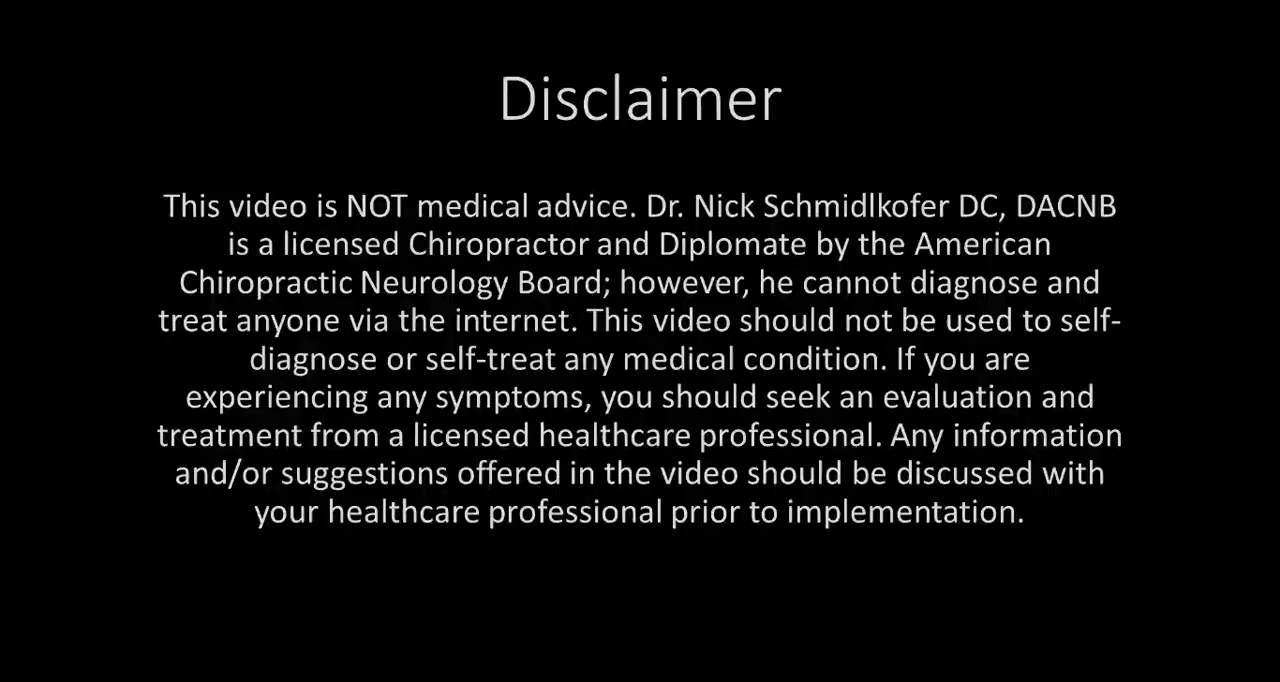 Disclaimer
This video is NOT medical advice. Dr. Nick Schmidlkofer DC, DACNB
is a licensed Chiropractor and Diplomate by the American
Chiropractic Neurology Board; however, he cannot diagnose and
treat anyone via the internet. This video should not be used to self-
diagnose or self-treat any medical condition. If you are
experiencing any symptoms, you should seek an evaluation and
treatment from a licensed healthcare professional. Any information
and/or suggestions offered in the video should be discussed with
your healthcare professional prior to implementation.